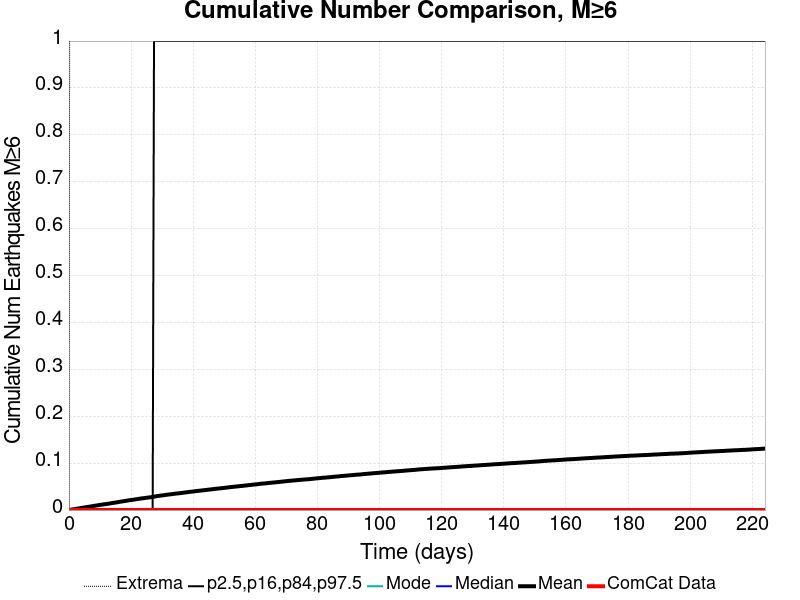 Cumulative Number Comparison, M≥6
Cumulative Num Earthquakes M≥6
1
0.9
0.8
0.7
0.6
0.5
0.4
0.3
0.2
0.1
0
0 20 40 60 80 100 120 140 160 180 200 220
Time (days)
Extrema p2.5,p16,p84,p97.5 Mode Median Mean ComCat Data